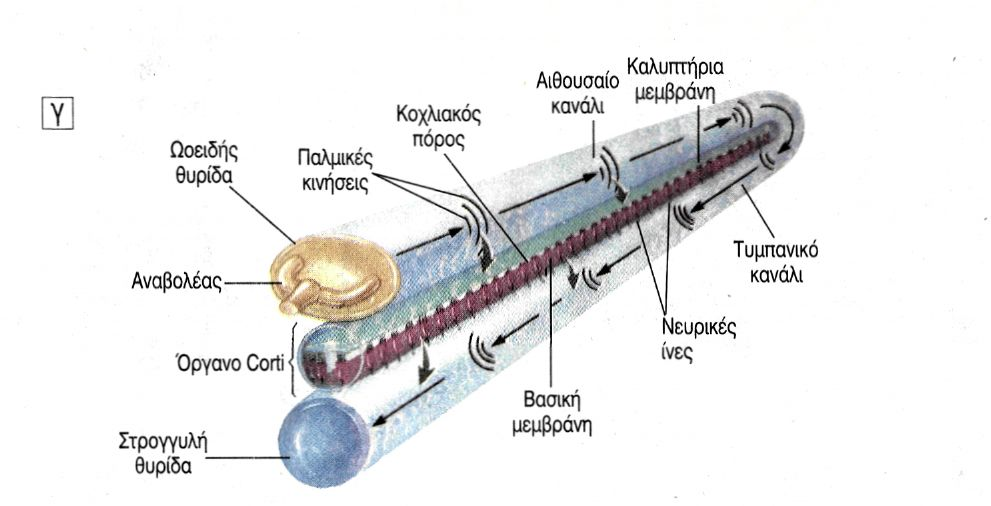 γ
Ωοειδής
θυρίδα
Παλμικές
κινήσεις
Κοχλιακός
πόρος
Αιθουσαίο
κανάλι
Καλυπτήρια
μεμβράνη
Αναβολέας
Όργανο Corti
Στρογγυλή
θυρίδα
Βασική
μεμβράνη
Νευρικές
ίνες
Τυμπανικό
κανάλι